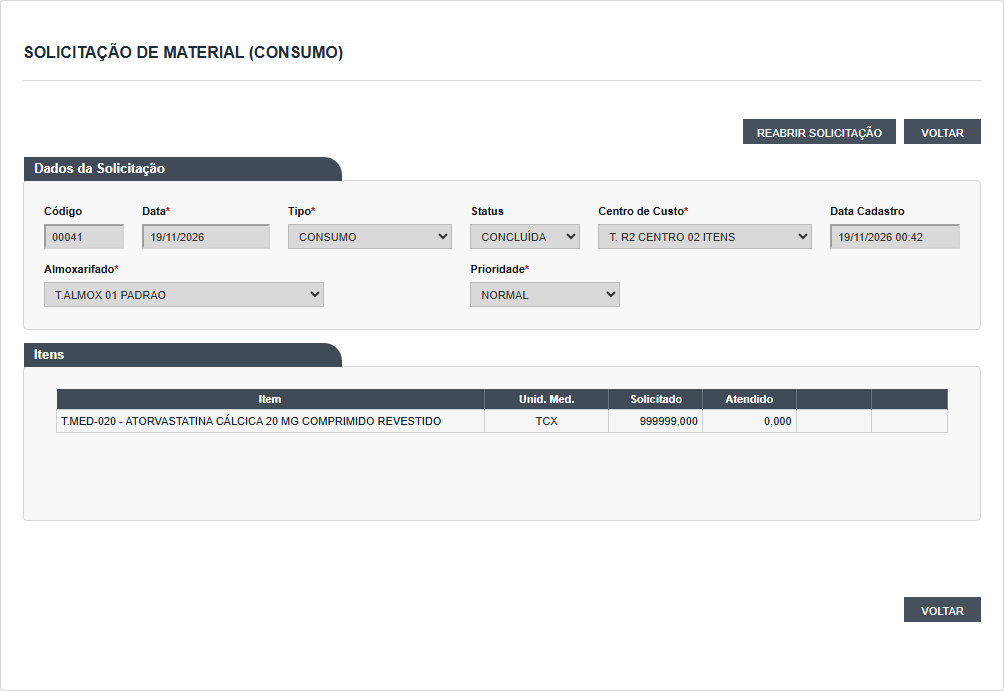 SOLICITAÇÃO DE MATERIAL (CONSUMO)
REABRIR SOLICITAÇÃO VOLTAR
Dados da Solicitação
Código Data* Tipo* Status Centro de Custo* Data Cadastro
00041 19/11/2026 CONSUMO CONCLUÍDA T. R2 CENTRO 02 ITENS 19/11/2026 00:42
Almoxarifado* Prioridade*
T.ALMOX 01 PADRAO NORMAL
Itens
Item Unid. Med. Solicitado Atendido
T.MED-020 - ATORVASTATINA CÁLCICA 20 MG COMPRIMIDO REVESTIDO TCX 999999,000 0,000
VOLTAR